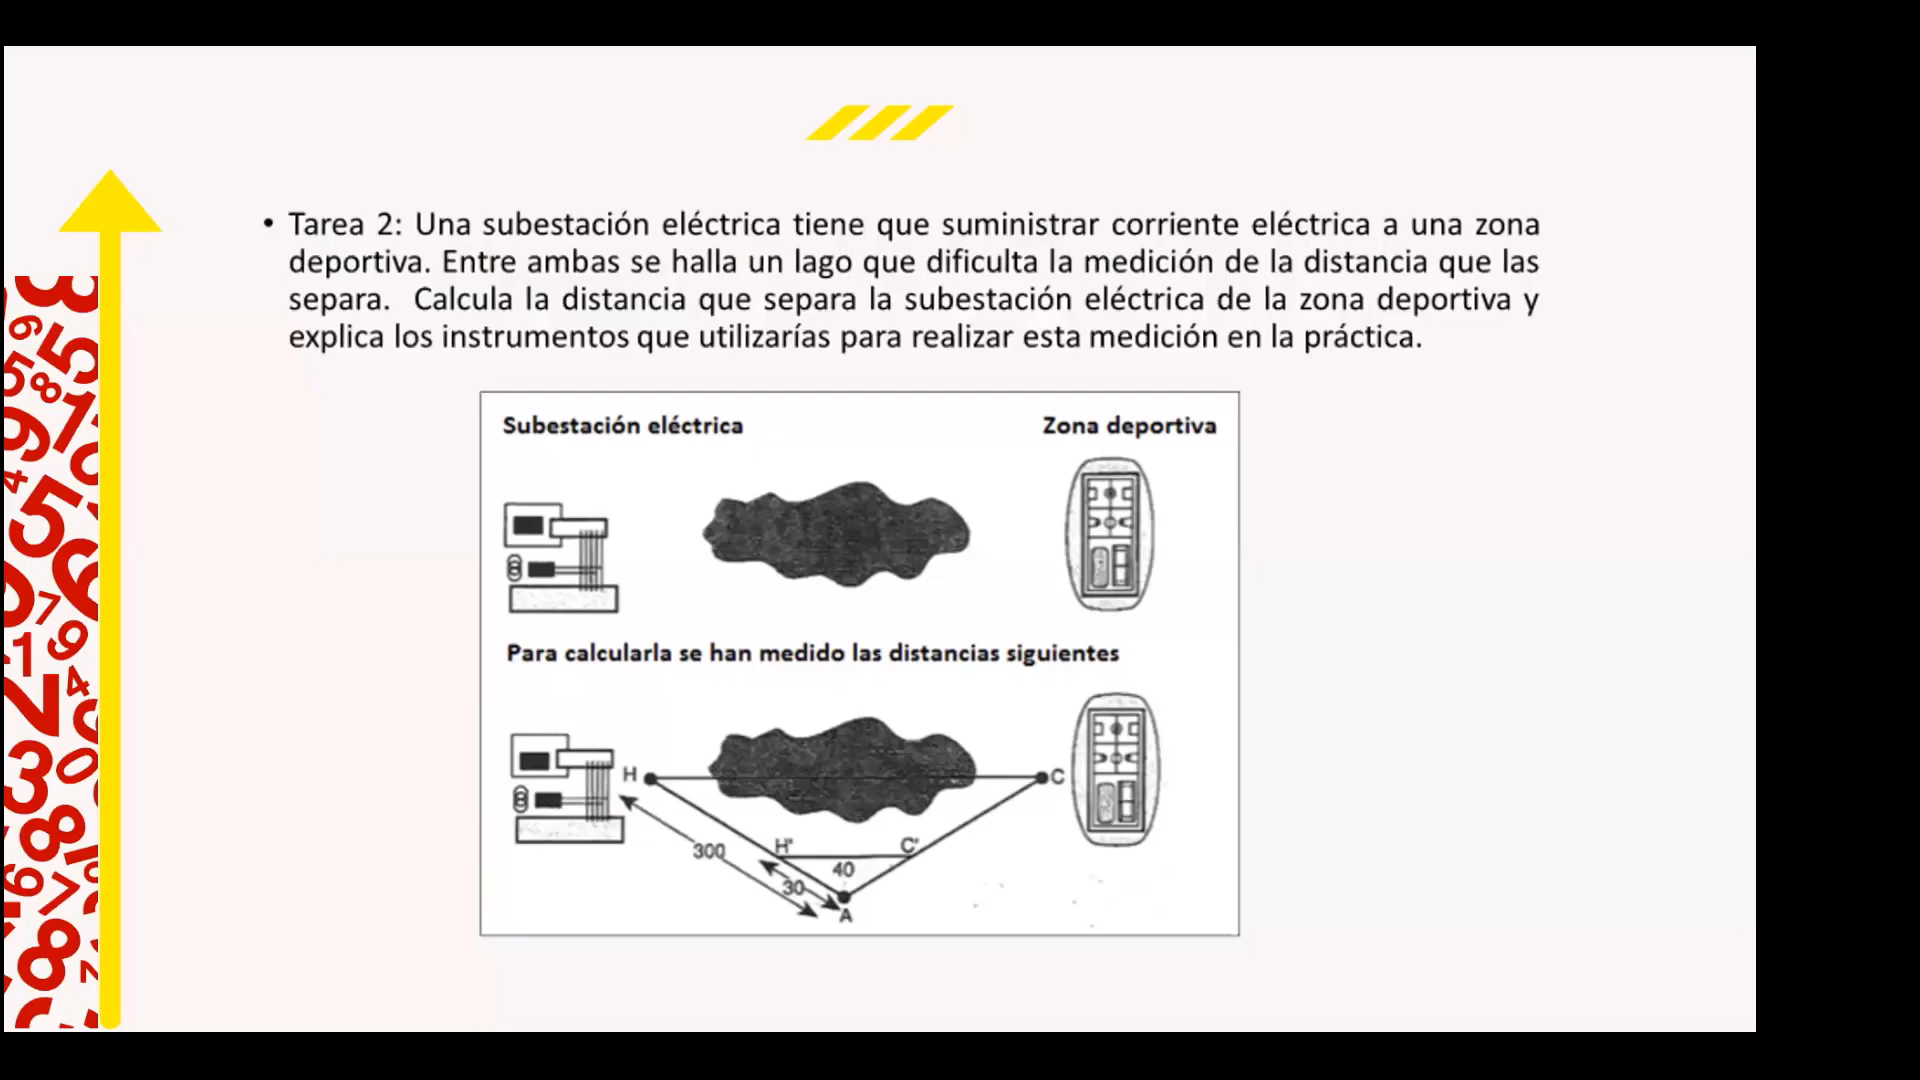 • Tarea 2: Una subestación eléctrica tiene que suministrar corriente eléctrica a una zona
deportiva. Entre ambas se halla un lago que dificulta la medición de la distancia que las
separa. Calcula la distancia que separa la subestación eléctrica de la zona deportiva y
explica los instrumentos que utilizarías para realizar esta medición en la práctica.
Subestación eléctrica
Zona deportiva
Para calcularla se han medido las distancias siguientes
H
C
300
H'
C'
40
30
A